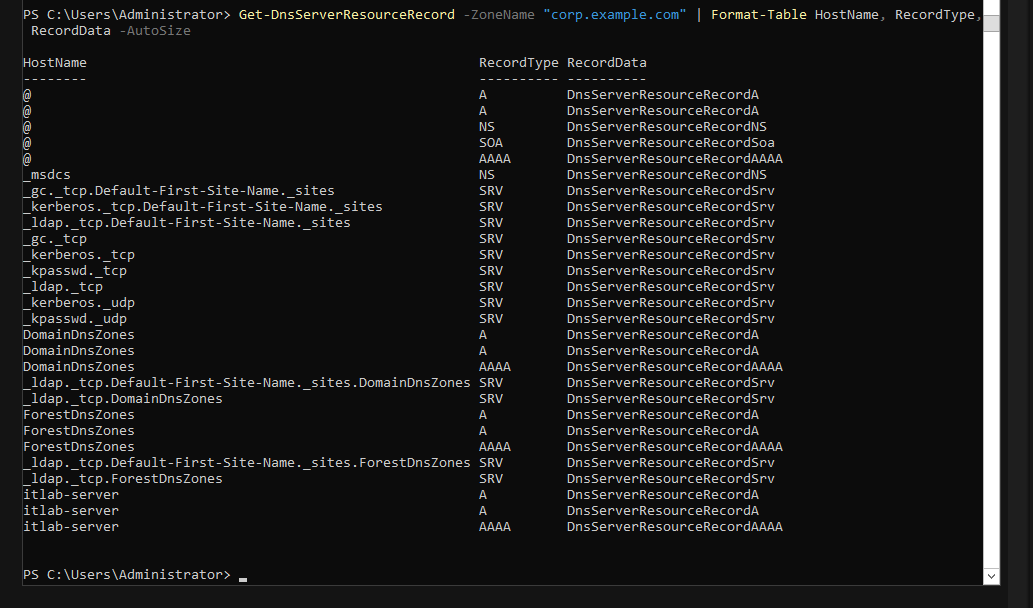 PS C:\Users\Administrator> Get-DnsServerResourceRecord -ZoneName "corp.example.com" | Format-Table HostName, RecordType,
 RecordData -AutoSize
HostName                                                 RecordType RecordData
--------                                                 ---------- ----------
@                                                        A          DnsServerResourceRecordA
@                                                        A          DnsServerResourceRecordA
@                                                        NS         DnsServerResourceRecordNS
@                                                        SOA        DnsServerResourceRecordSoa
@                                                        AAAA       DnsServerResourceRecordAAAA
_msdcs                                                   NS         DnsServerResourceRecordNS
_gc._tcp.Default-First-Site-Name._sites                  SRV        DnsServerResourceRecordSrv
_kerberos._tcp.Default-First-Site-Name._sites            SRV        DnsServerResourceRecordSrv
_ldap._tcp.Default-First-Site-Name._sites                SRV        DnsServerResourceRecordSrv
_gc._tcp                                                 SRV        DnsServerResourceRecordSrv
_kerberos._tcp                                           SRV        DnsServerResourceRecordSrv
_kpasswd._tcp                                            SRV        DnsServerResourceRecordSrv
_ldap._tcp                                               SRV        DnsServerResourceRecordSrv
_kerberos._udp                                           SRV        DnsServerResourceRecordSrv
_kpasswd._udp                                            SRV        DnsServerResourceRecordSrv
DomainDnsZones                                           A          DnsServerResourceRecordA
DomainDnsZones                                           A          DnsServerResourceRecordA
DomainDnsZones                                           AAAA       DnsServerResourceRecordAAAA
_ldap._tcp.Default-First-Site-Name._sites.DomainDnsZones SRV        DnsServerResourceRecordSrv
_ldap._tcp.DomainDnsZones                                SRV        DnsServerResourceRecordSrv
ForestDnsZones                                           A          DnsServerResourceRecordA
ForestDnsZones                                           A          DnsServerResourceRecordA
ForestDnsZones                                           AAAA       DnsServerResourceRecordAAAA
_ldap._tcp.Default-First-Site-Name._sites.ForestDnsZones SRV        DnsServerResourceRecordSrv
_ldap._tcp.ForestDnsZones                                SRV        DnsServerResourceRecordSrv
itlab-server                                             A          DnsServerResourceRecordA
itlab-server                                             A          DnsServerResourceRecordA
itlab-server                                             AAAA       DnsServerResourceRecordAAAA
PS C:\Users\Administrator>